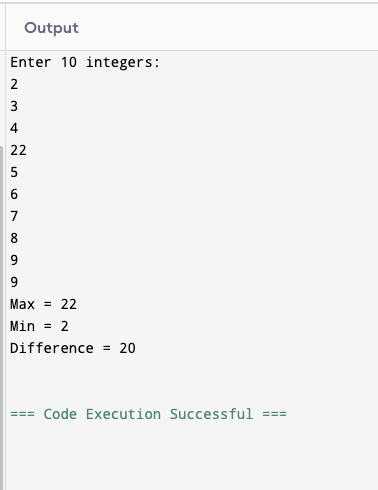 Output
Enter 10 integers:
2
3
4
22
5
6
7
8
9
9
Max = 22
Min = 2
Difference = 20
=== Code Execution Successful ===